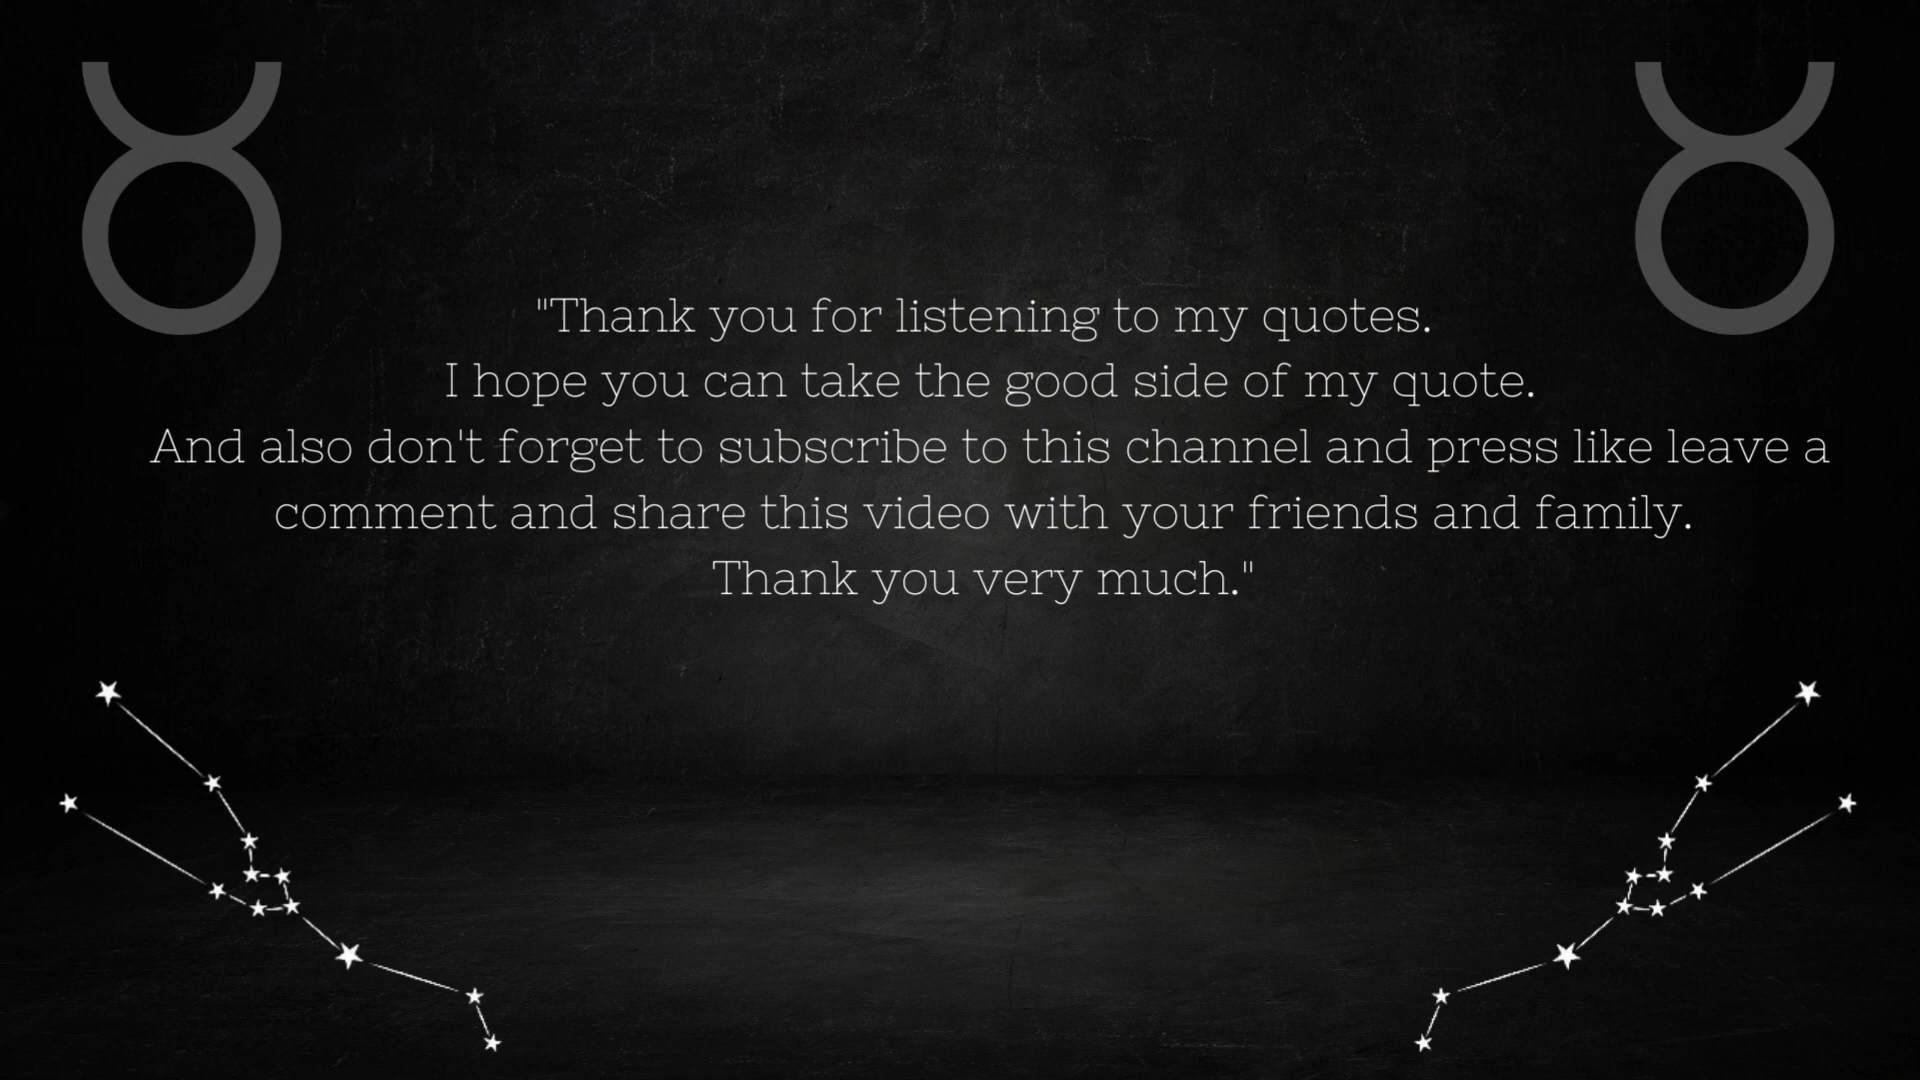 "Thank you for listening to my quotes.
I hope you can take the good side of my quote.
And also don't forget to subscribe to this channel and press like leave a
comment and share this video with your friends and family.
Thank you very much."